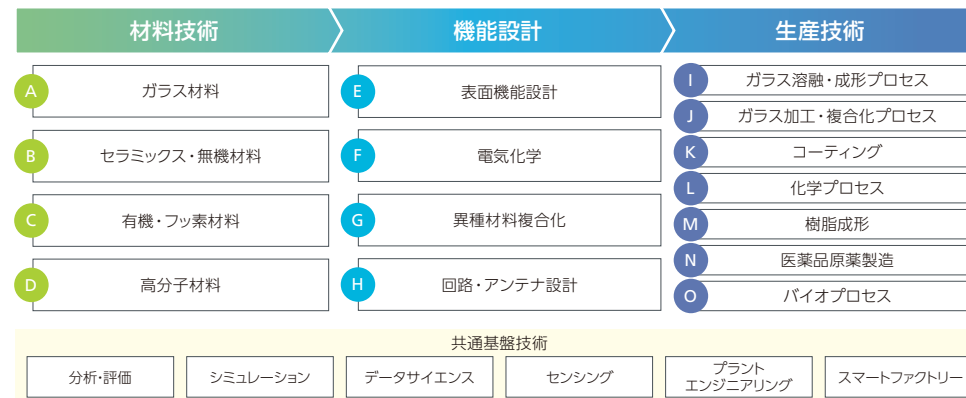 材料技術
機能設計
生産技術
A ガラス材料
B セラミックス・無機材料
C 有機・フッ素材料
D 高分子材料
E 表面機能設計
F 電気化学
G 異種材料複合化
H 回路・アンテナ設計
I ガラス溶融・成形プロセス
J ガラス加工・複合化プロセス
K コーティング
L 化学プロセス
M 樹脂成形
N 医薬品原薬製造
O バイオプロセス
共通基盤技術
分析・評価
シミュレーション
データサイエンス
センシング
プラント
エンジニアリング
スマートファクトリー